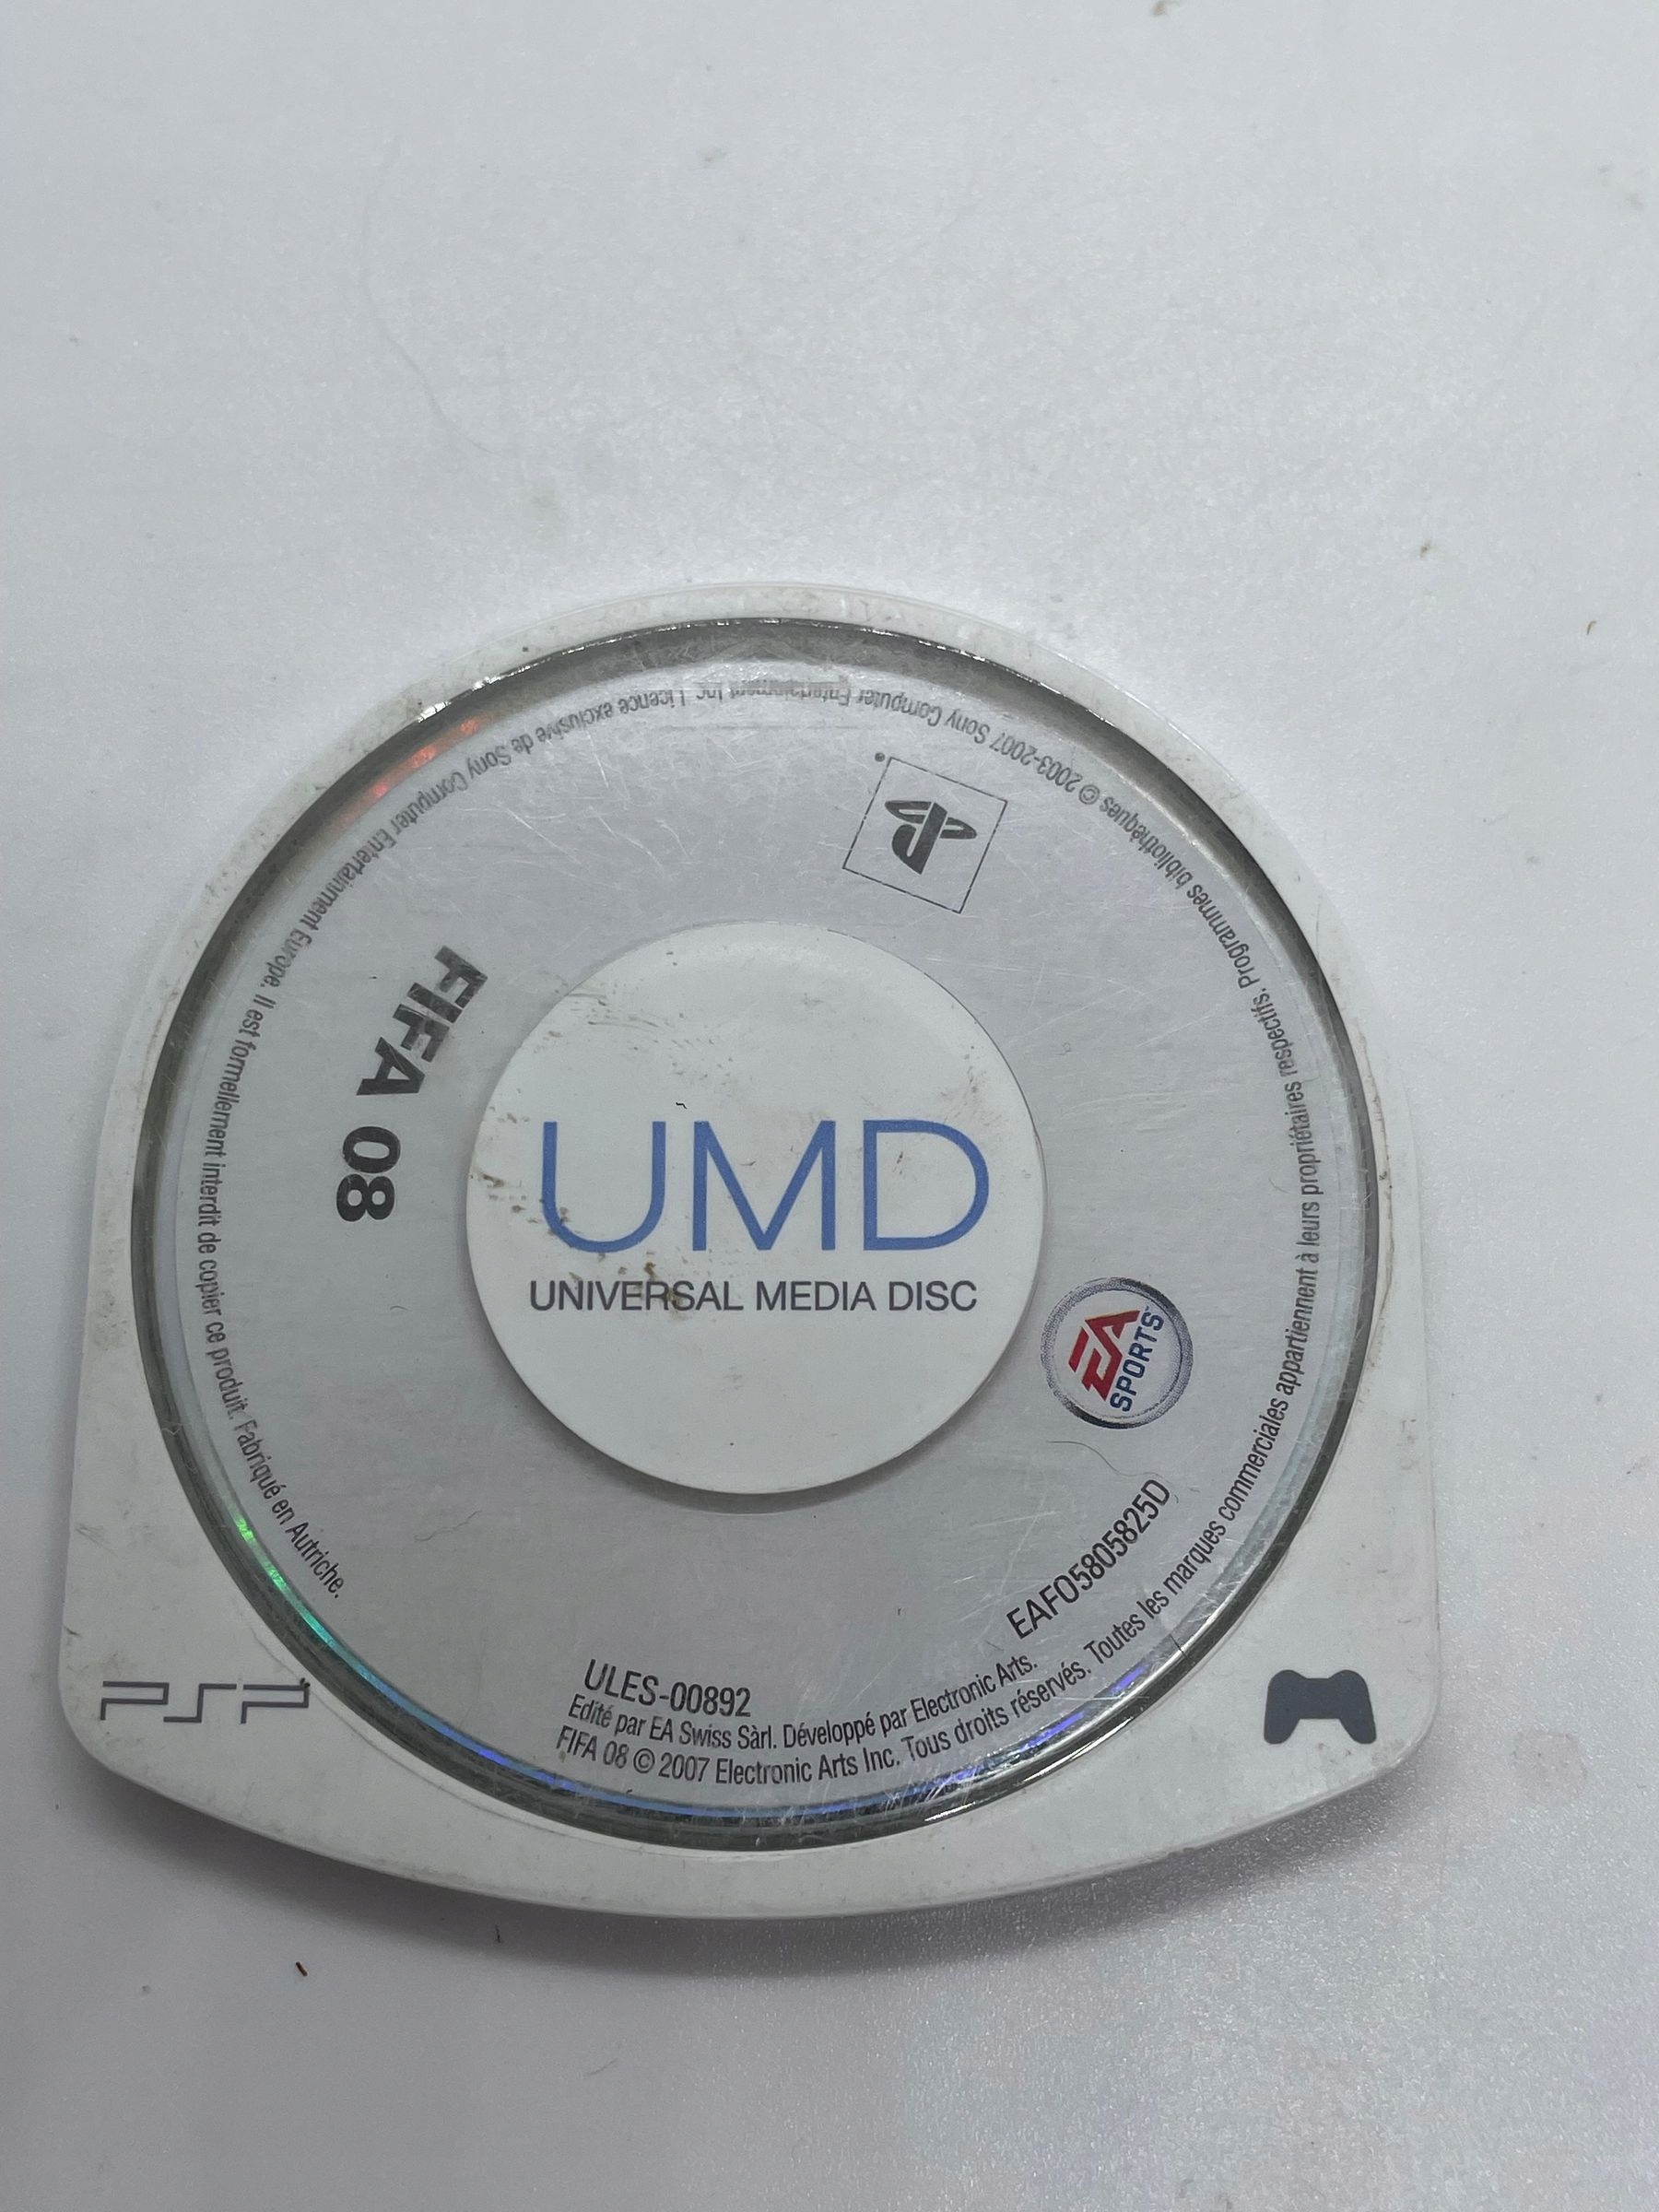 Programmes bibliothèques © 2003-2007 Sony Computer Entertainment Inc. Licence exclusive de Sony Computer Entertainment Europe. Il est formellement interdit de copier ce produit. Fabriqué en Autriche.
FIFA 08
UMD
UNIVERSAL MEDIA DISC
EA
SPORTS™
EAFO5805825D
ULES-00892
Edité par EA Swiss Sàrl. Développé par Electronic Arts.
FIFA 08 © 2007 Electronic Arts Inc. Tous droits réservés. Toutes les marques commerciales appartiennent à leurs propriétaires respectifs.
PSP